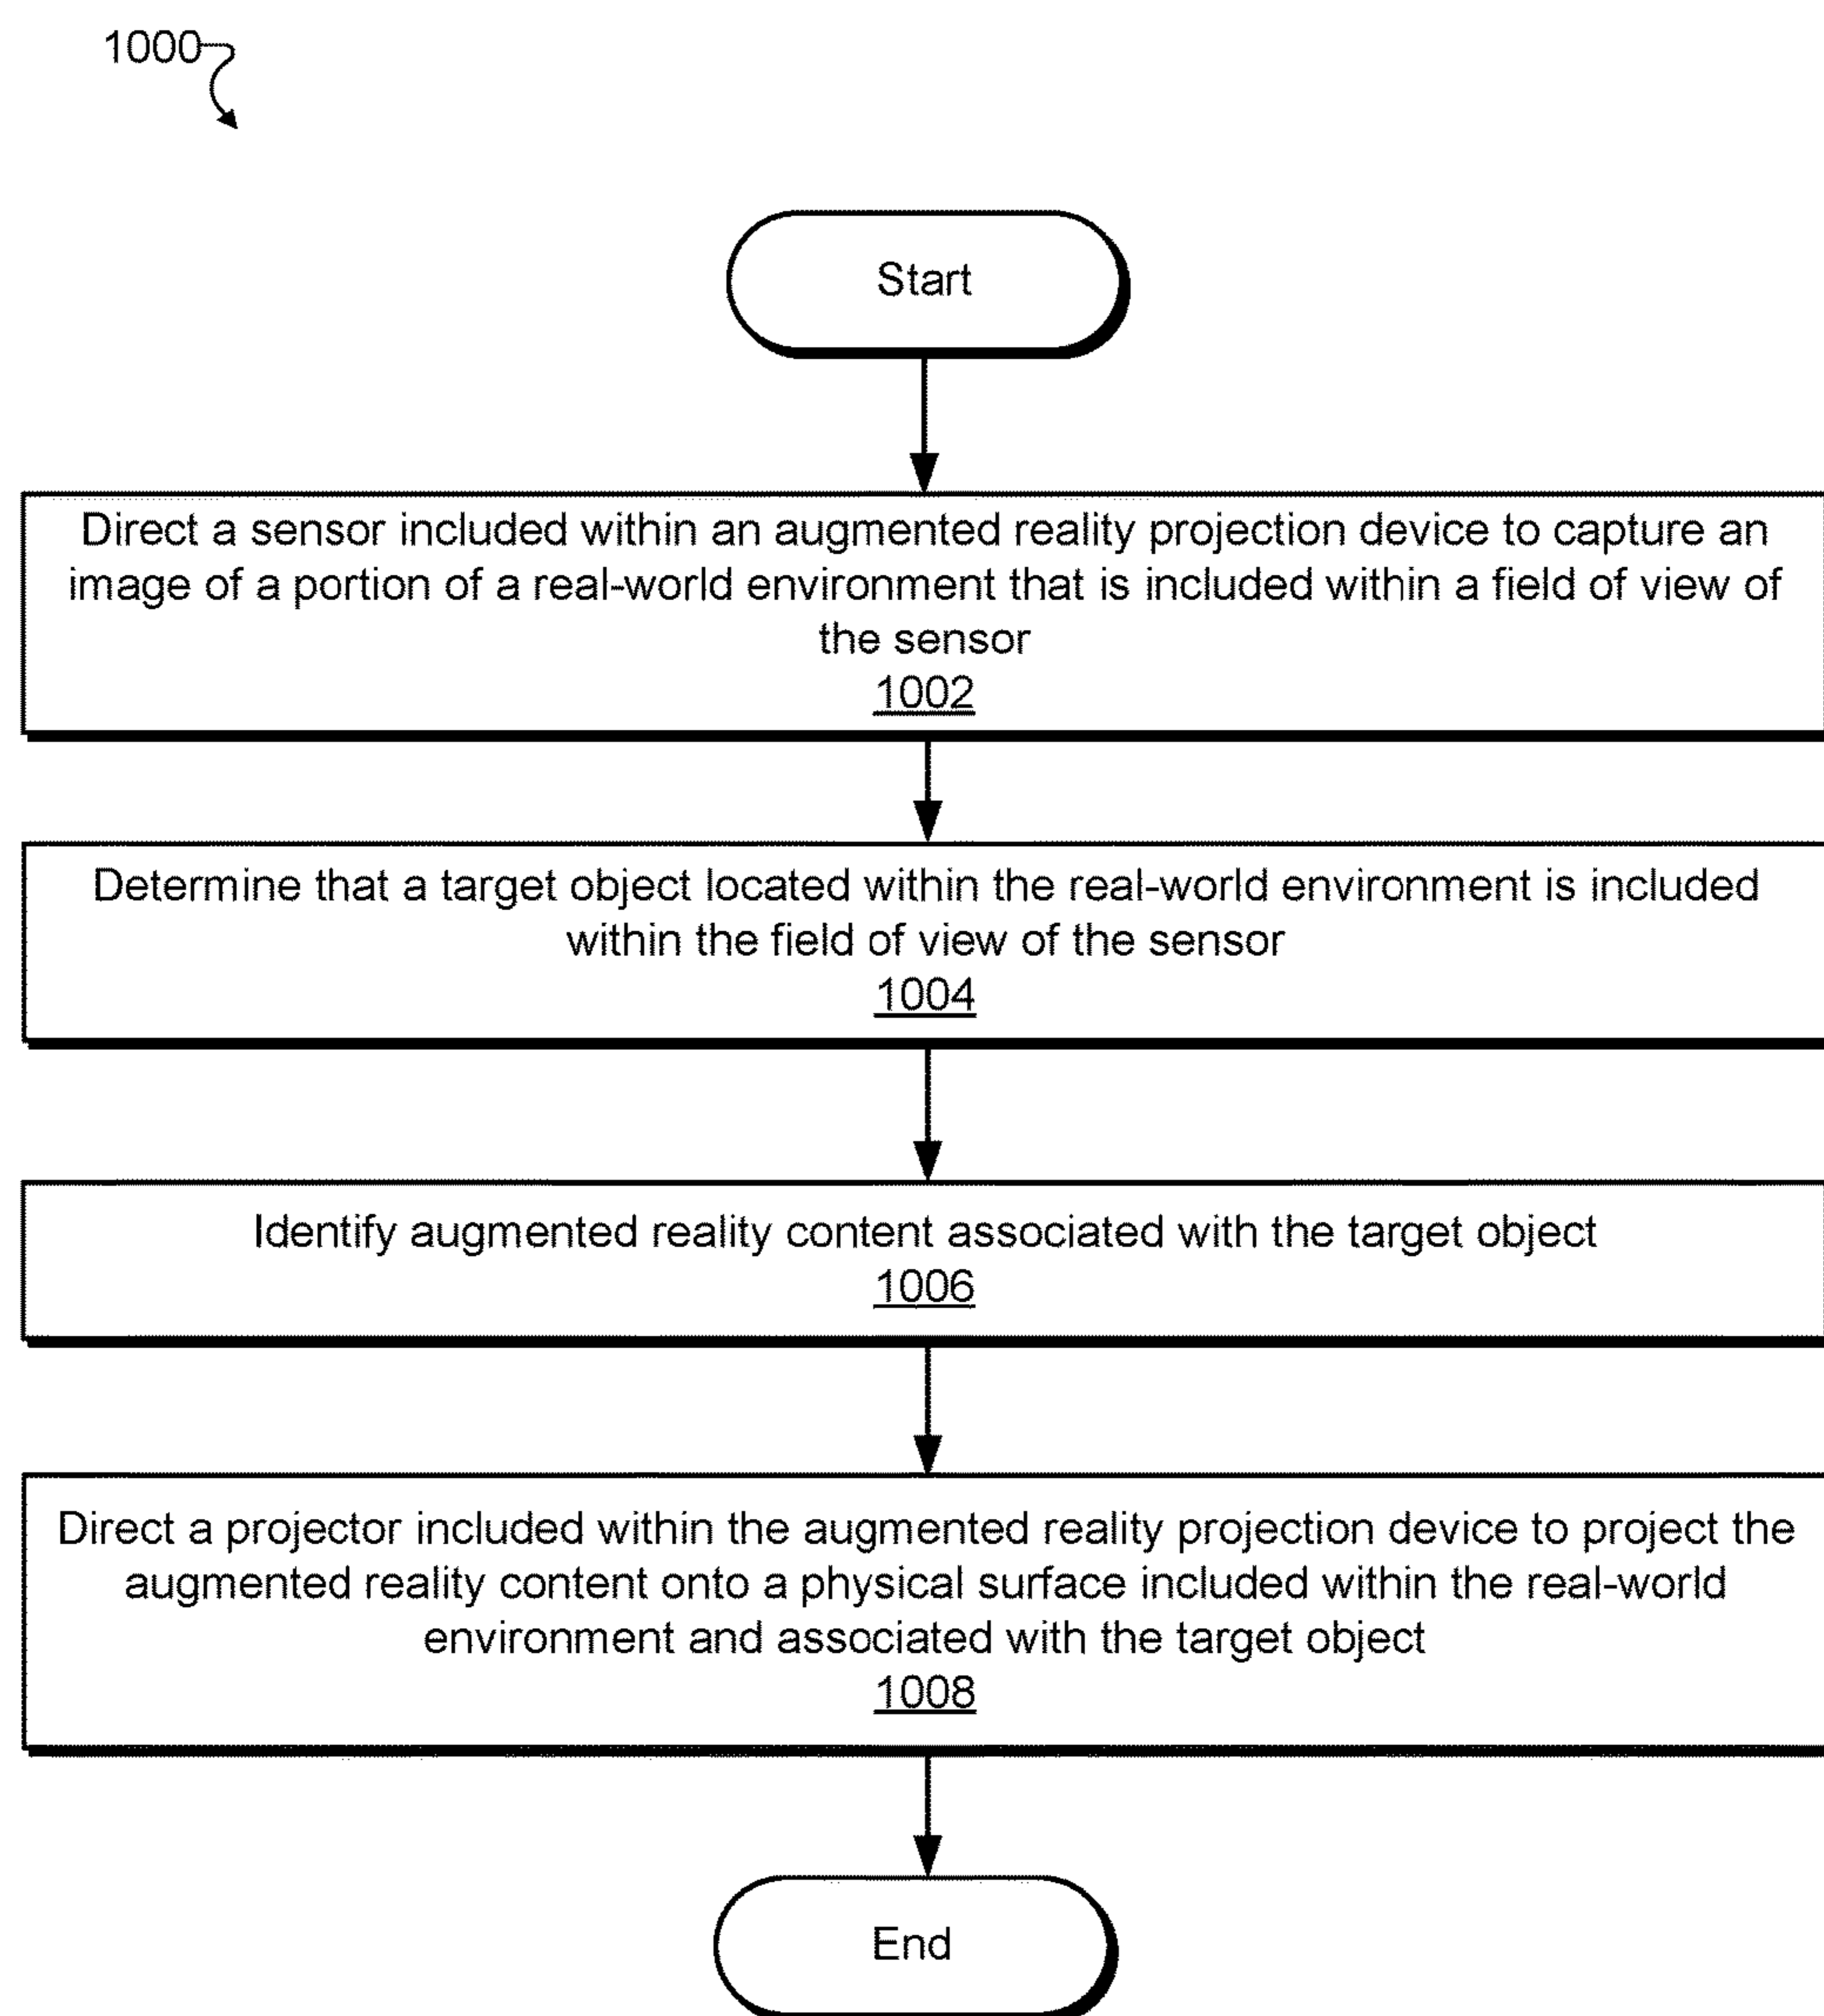 1000
Start
Direct a sensor included within an augmented reality projection device to capture an
image of a portion of a real-world environment that is included within a field of view of
the sensor
1002
Determine that a target object located within the real-world environment is included
within the field of view of the sensor
1004
Identify augmented reality content associated with the target object
1006
Direct a projector included within the augmented reality projection device to project the
augmented reality content onto a physical surface included within the real-world
environment and associated with the target object
1008
End